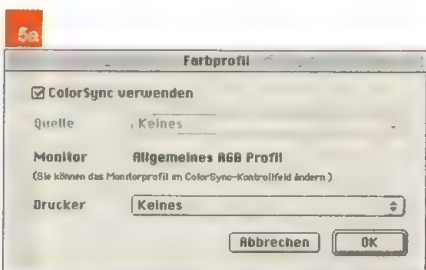 5a
Farbprofil
ColorSync verwenden
Quelle Keines
Monitor Allgemeines RGB Profil
(Sie können das Monitorprofil im ColorSync-Kontrollfeld ändern)
Drucker Keines
Abbrechen OK